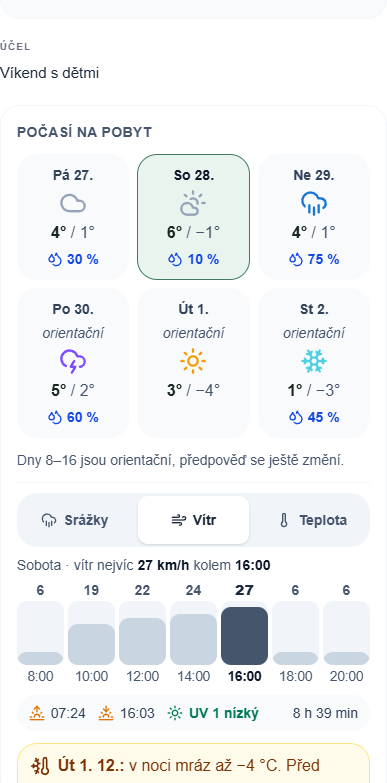 ÚČEL
Víkend s dětmi
POČASÍ NA POBYT
Pá 27.
4° / 1°
30 %
So 28.
6° / −1°
10 %
Ne 29.
4° / 1°
75 %
Po 30.
orientační
5° / 2°
60 %
Út 1.
orientační
3° / −4°
St 2.
orientační
1° / −3°
45 %
Dny 8–16 jsou orientační, předpověď se ještě změní.
Srážky Vítr Teplota
Sobota · vítr nejvíc 27 km/h kolem 16:00
6 19 22 24 27 6 6
8:00 10:00 12:00 14:00 16:00 18:00 20:00
07:24 16:03 UV 1 nízký 8 h 39 min
Út 1. 12.: v noci mráz až −4 °C. Před